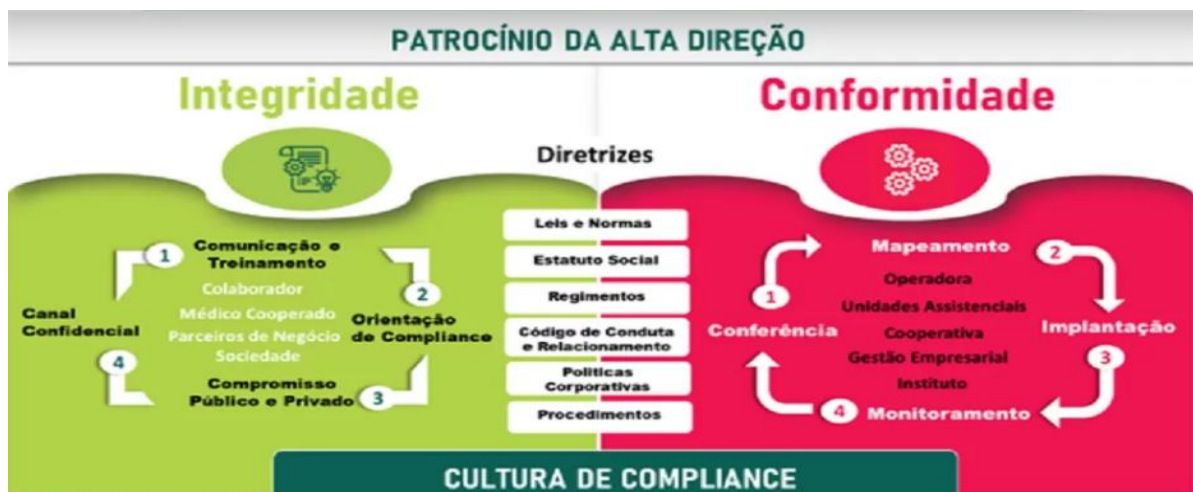 PATROCÍNIO DA ALTA DIREÇÃO
Integridade
Conformidade
Diretrizes
1
Comunicação e
Treinamento
Colaborador
Médico Cooperado
Parceiros de Negócio
Sociedade
2
Orientação
de Compliance
Compromisso
Público e Privado
3
Canal
Confidencial
4
Leis e Normas
Estatuto Social
Regimentos
Código de Conduta
e Relacionamento
Políticas
Corporativas
Procedimentos
1
Mapeamento
2
Operadora
Unidades Assistenciais
Cooperativa
Gestão Empresarial
Instituto
Conferência
Implantação
3
4
Monitoramento
CULTURA DE COMPLIANCE